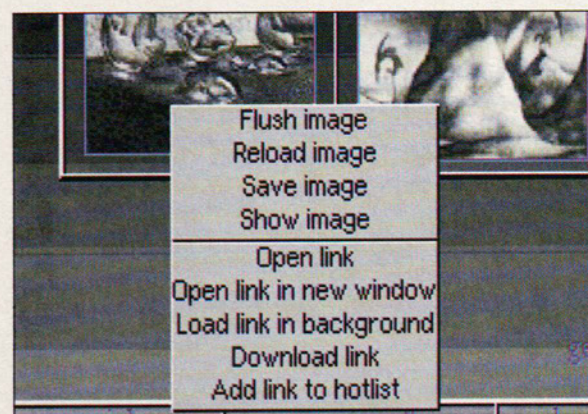 Flush image
Reload image
Save image
Show image
Open link
Open link in new window
Load link in background
Download link
Add link to hotlist